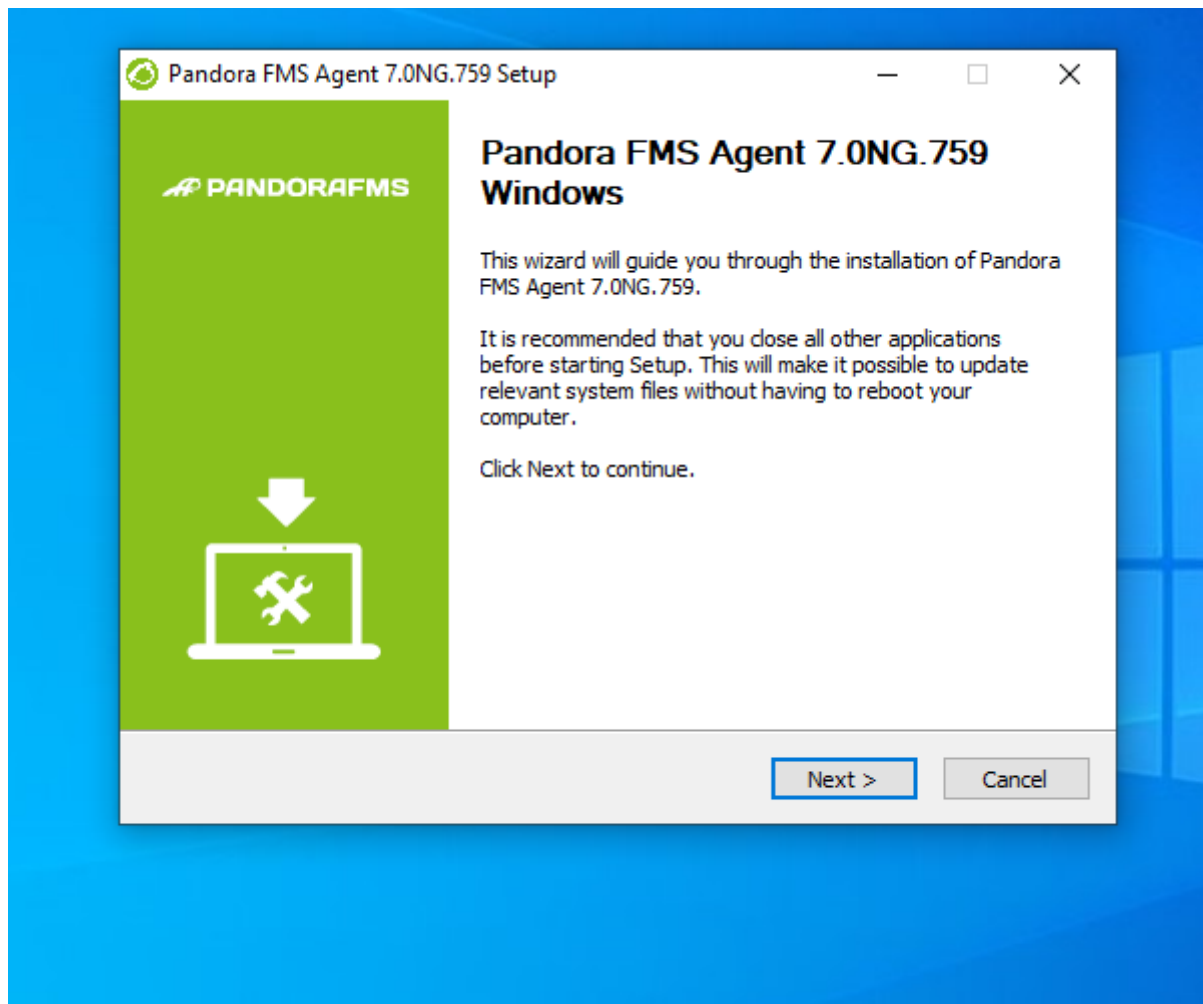 Pandora FMS Agent 7.0NG.759 Setup
PANDORAFMS
Pandora FMS Agent 7.0NG.759
Windows
This wizard will guide you through the installation of Pandora
FMS Agent 7.0NG.759.
It is recommended that you close all other applications
before starting Setup. This will make it possible to update
relevant system files without having to reboot your
computer.
Click Next to continue.
Next >
Cancel